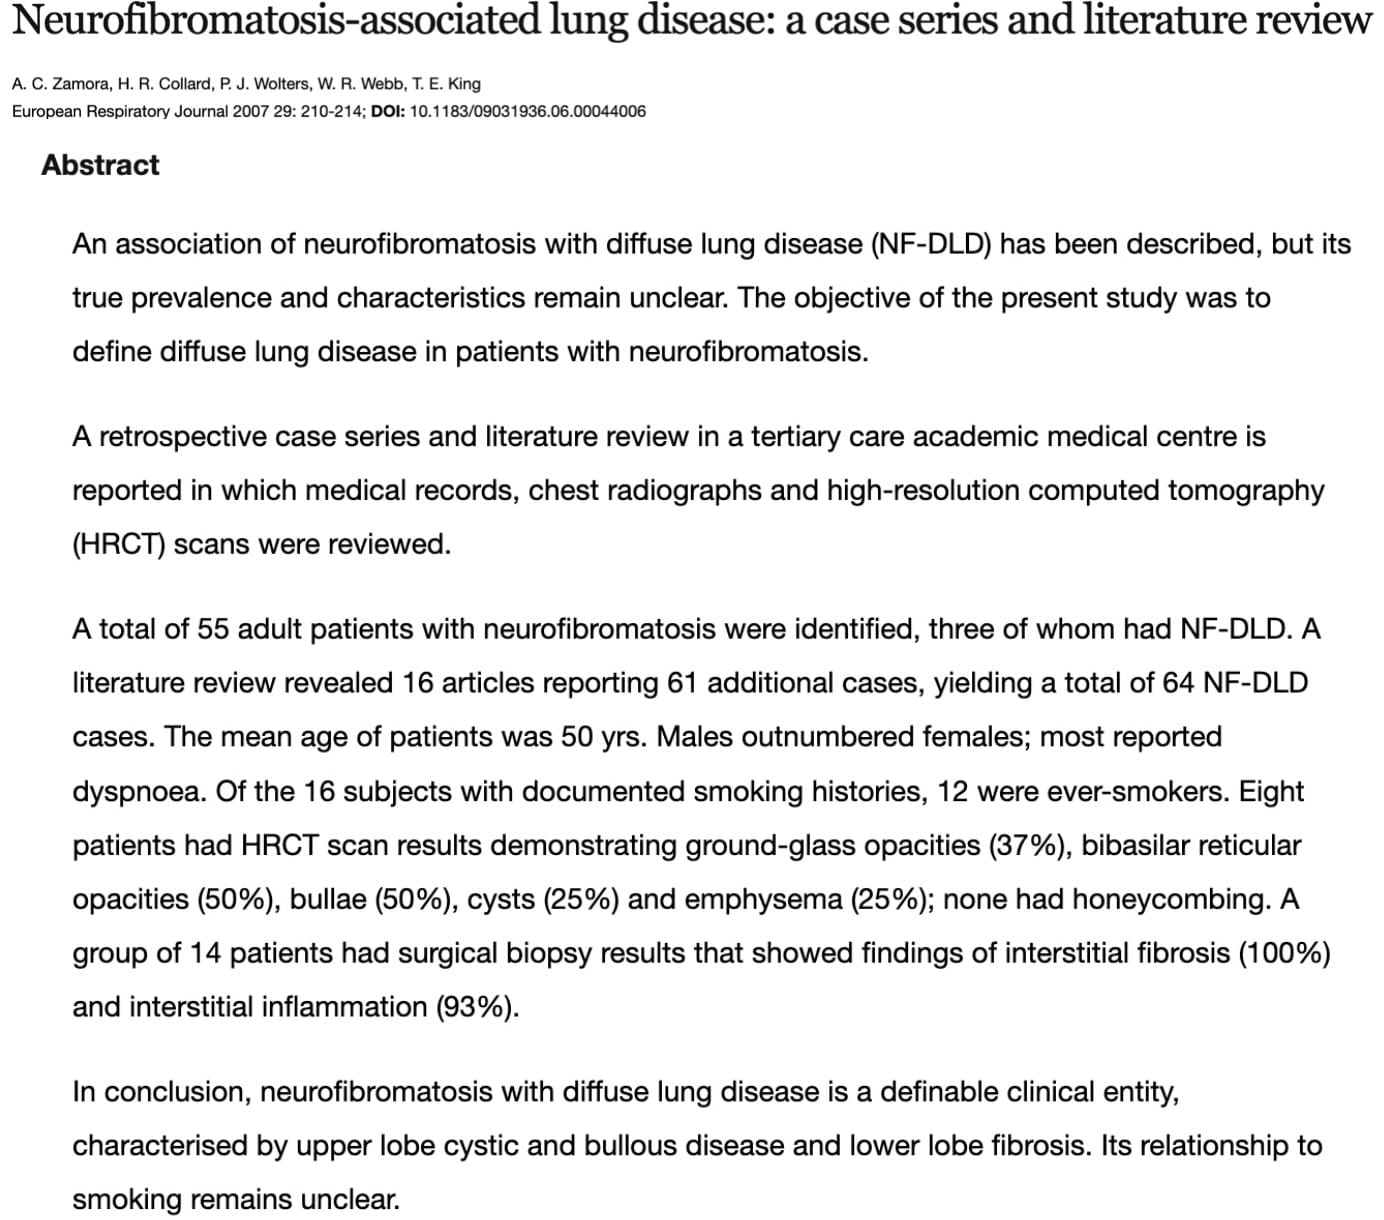 Neurofibromatosis-associated lung disease: a case series and literature review
A. C. Zamora, H. R. Collard, P. J. Wolters, W. R. Webb, T. E. King
European Respiratory Journal 2007 29: 210-214; DOI: 10.1183/09031936.06.00044006
Abstract
An association of neurofibromatosis with diffuse lung disease (NF-DLD) has been described, but its
true prevalence and characteristics remain unclear. The objective of the present study was to
define diffuse lung disease in patients with neurofibromatosis.
A retrospective case series and literature review in a tertiary care academic medical centre is
reported in which medical records, chest radiographs and high-resolution computed tomography
(HRCT) scans were reviewed.
A total of 55 adult patients with neurofibromatosis were identified, three of whom had NF-DLD. A
literature review revealed 16 articles reporting 61 additional cases, yielding a total of 64 NF-DLD
cases. The mean age of patients was 50 yrs. Males outnumbered females; most reported
dyspnoea. Of the 16 subjects with documented smoking histories, 12 were ever-smokers. Eight
patients had HRCT scan results demonstrating ground-glass opacities (37%), bibasilar reticular
opacities (50%), bullae (50%), cysts (25%) and emphysema (25%); none had honeycombing. A
group of 14 patients had surgical biopsy results that showed findings of interstitial fibrosis (100%)
and interstitial inflammation (93%).
In conclusion, neurofibromatosis with diffuse lung disease is a definable clinical entity,
characterised by upper lobe cystic and bullous disease and lower lobe fibrosis. Its relationship to
smoking remains unclear.